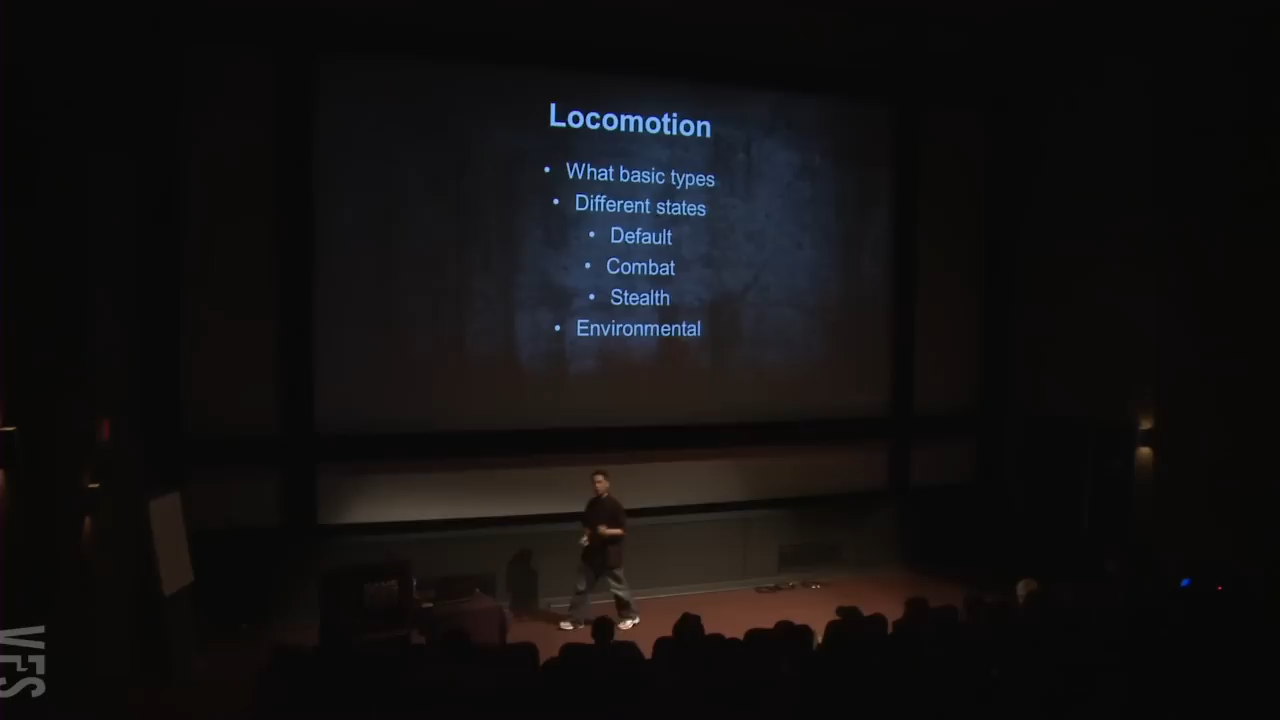 Locomotion
• What basic types
• Different states
• Default
• Combat
• Stealth
• Environmental
VFS